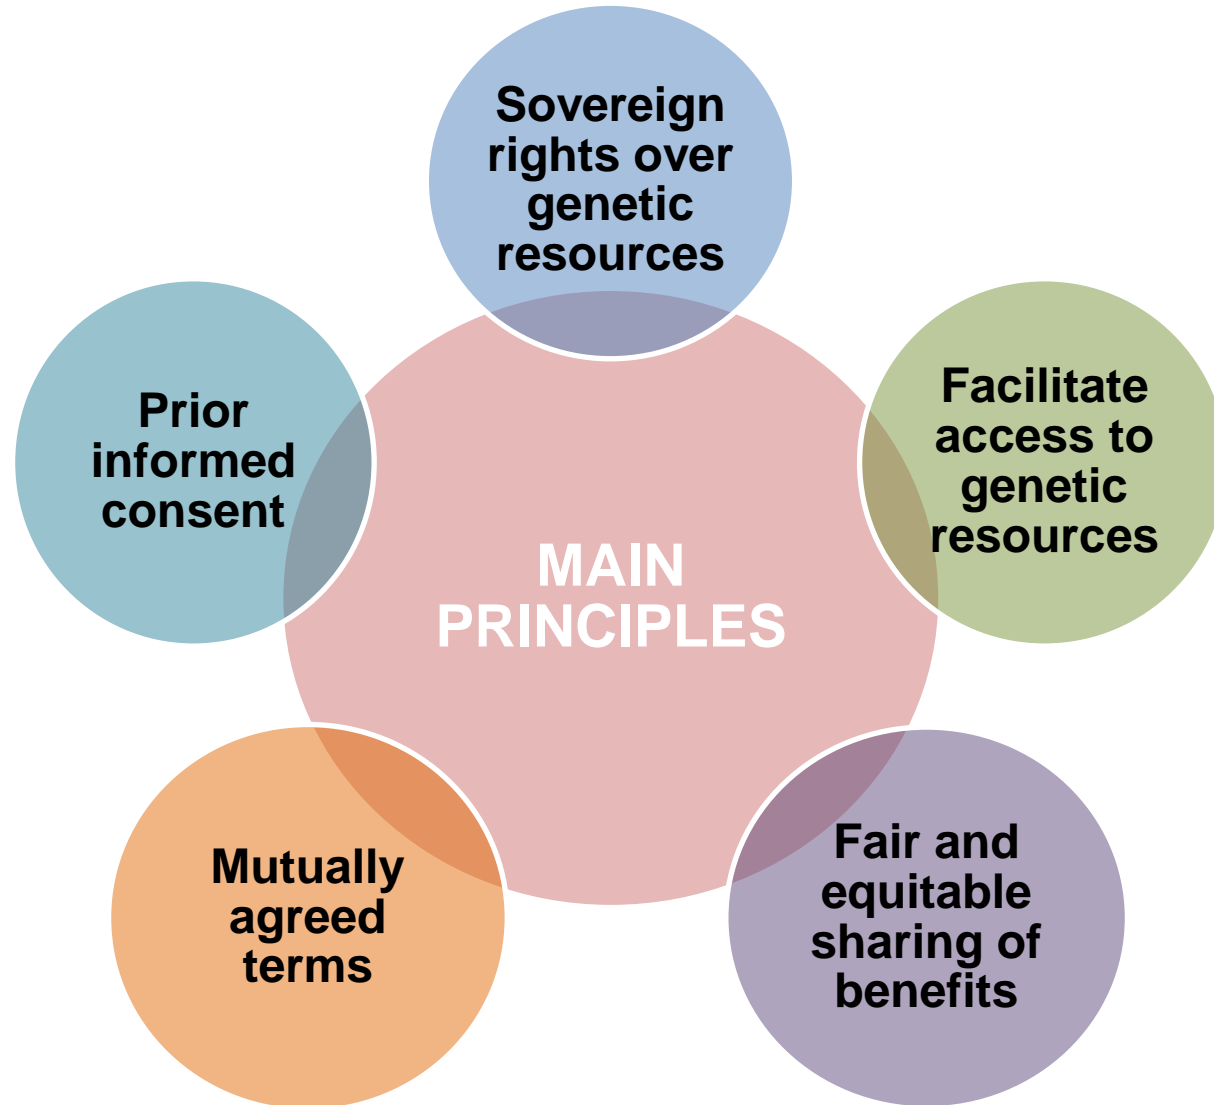 Sovereign
rights over
genetic
resources
Facilitate
access to
genetic
resources
Prior
informed
consent
MAIN
PRINCIPLES
Mutually
agreed
terms
Fair and
equitable
sharing of
benefits